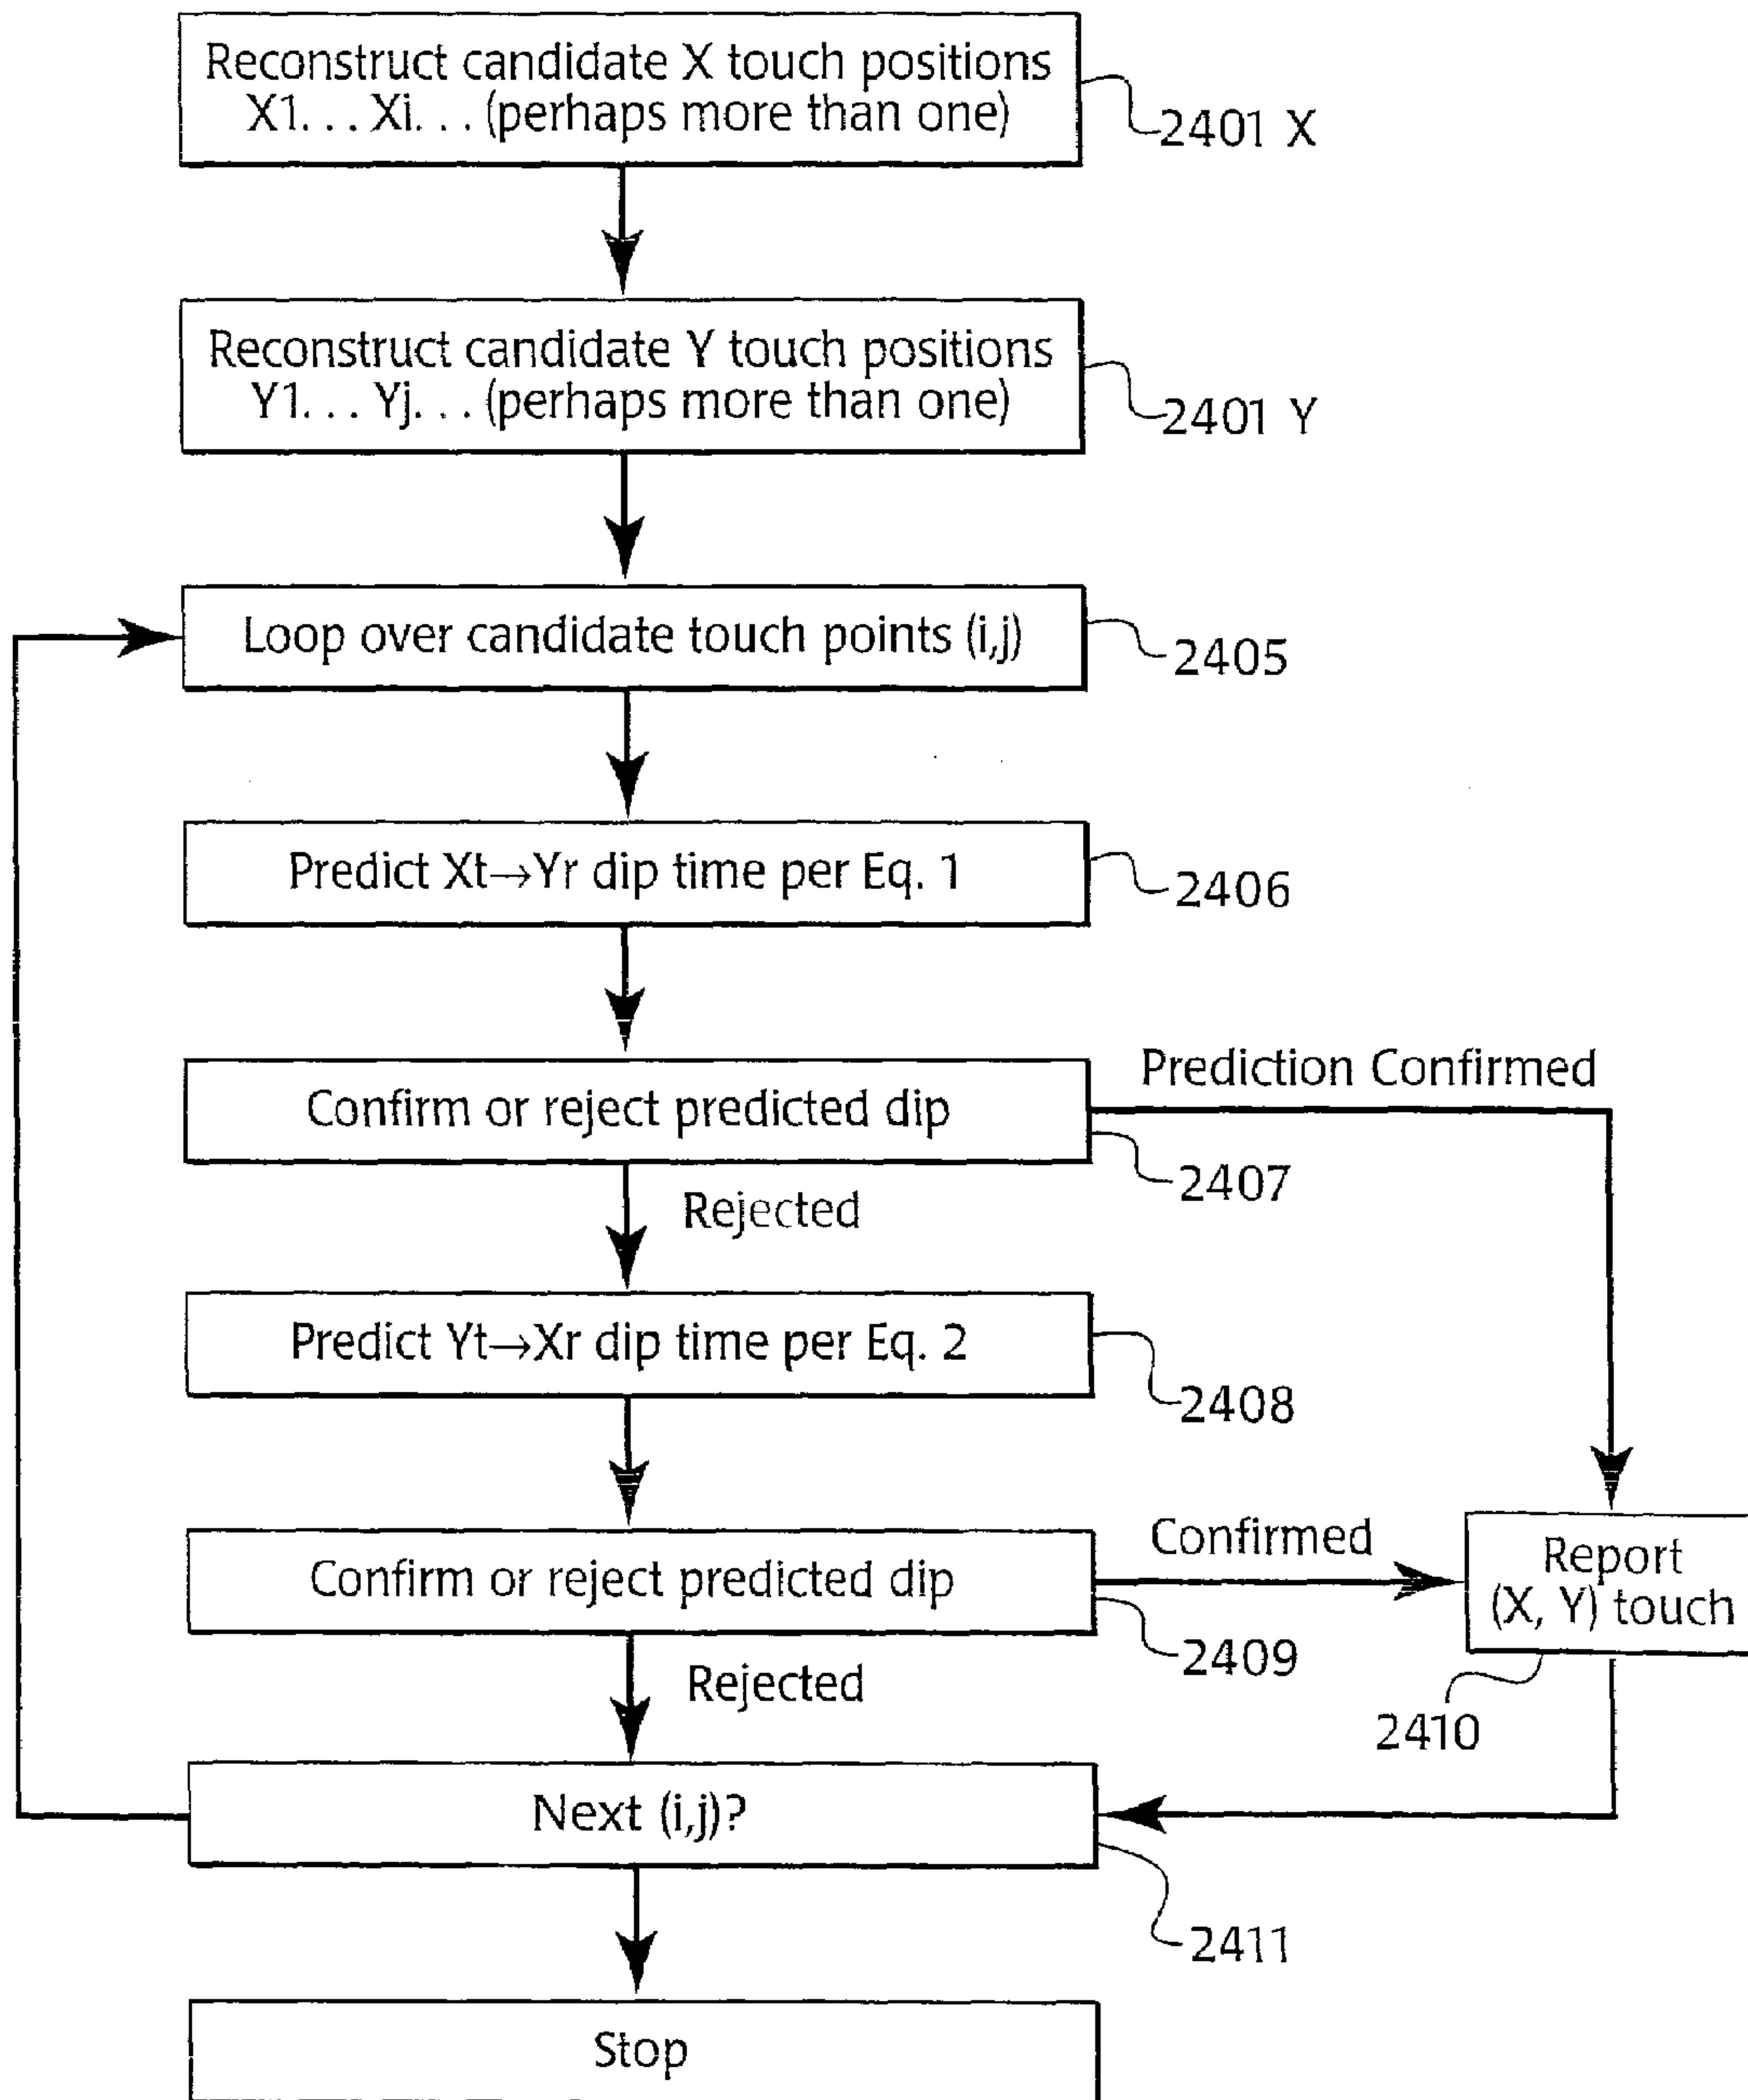 Reconstruct candidate X touch positions
X1. . . Xi. . . (perhaps more than one)
2401 X
Reconstruct candidate Y touch positions
Y1. . . Yj. . . (perhaps more than one)
2401 Y
Loop over candidate touch points (i,j)
2405
Predict Xt→Yr dip time per Eq. 1
2406
Prediction Confirmed
Confirm or reject predicted dip
2407
Rejected
Predict Yt→Xr dip time per Eq. 2
2408
Confirmed
Confirm or reject predicted dip
2409
Report
(X, Y) touch
2410
Rejected
Next (i,j)?
2411
Stop